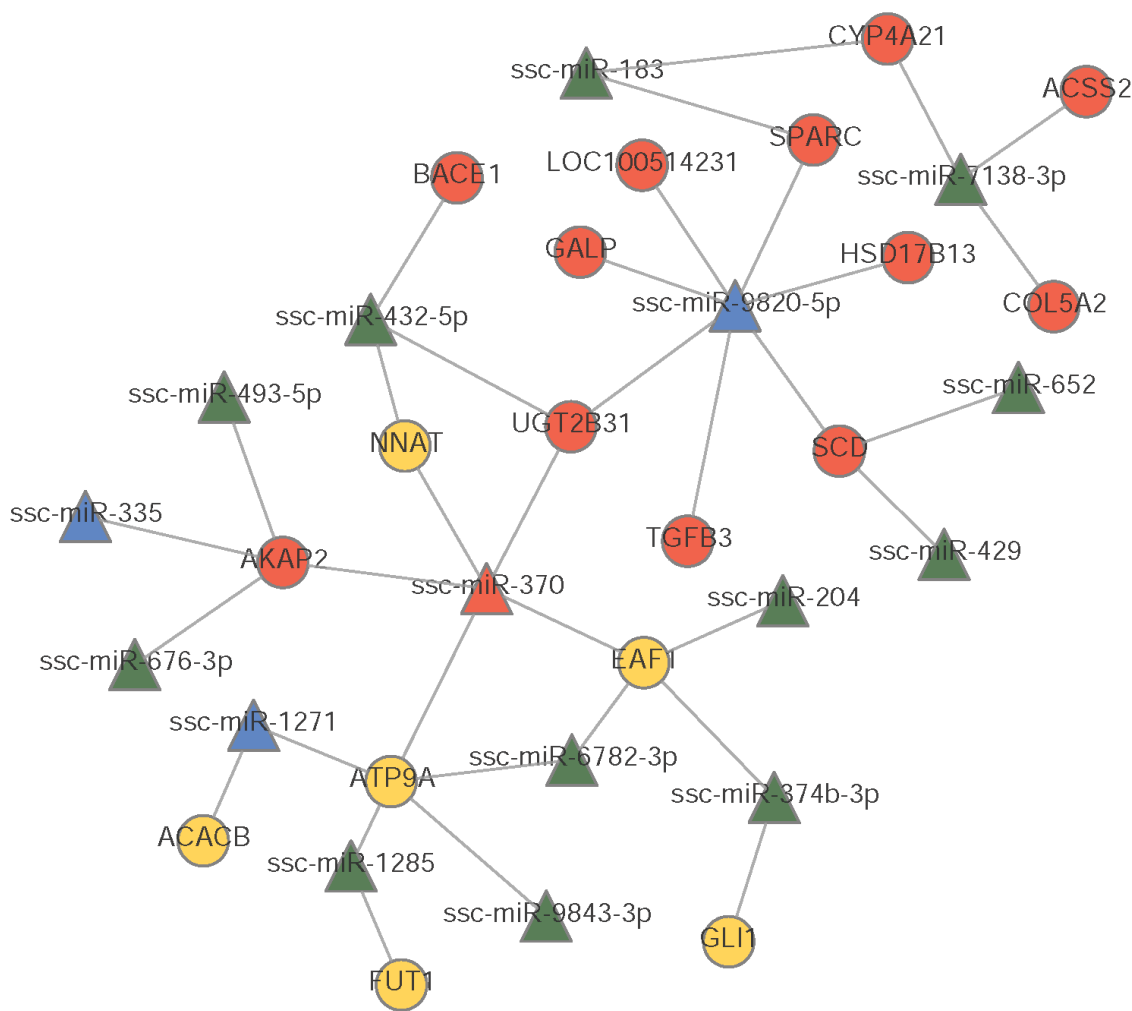 CYP4A21
ssc-miR-183
ACSS2
SPARC
LOC100514231
BACE1
ssc-miR-7138-3p
GALP
HSD17B13
ssc-miR-9820-5p
COL5A2
ssc-miR-432-5p
ssc-miR-652
ssc-miR-493-5p
UGT2B31
NNAT
SCD
ssc-miR-335
TGFB3
ssc-miR-429
AKAP2
ssc-miR-370
ssc-miR-204
ssc-miR-676-3p
EAF1
ssc-miR-1271
ssc-miR-6782-3p
ATP9A
ssc-miR-374b-3p
ACACB
ssc-miR-1285
ssc-miR-9843-3p
GLI1
FUT1